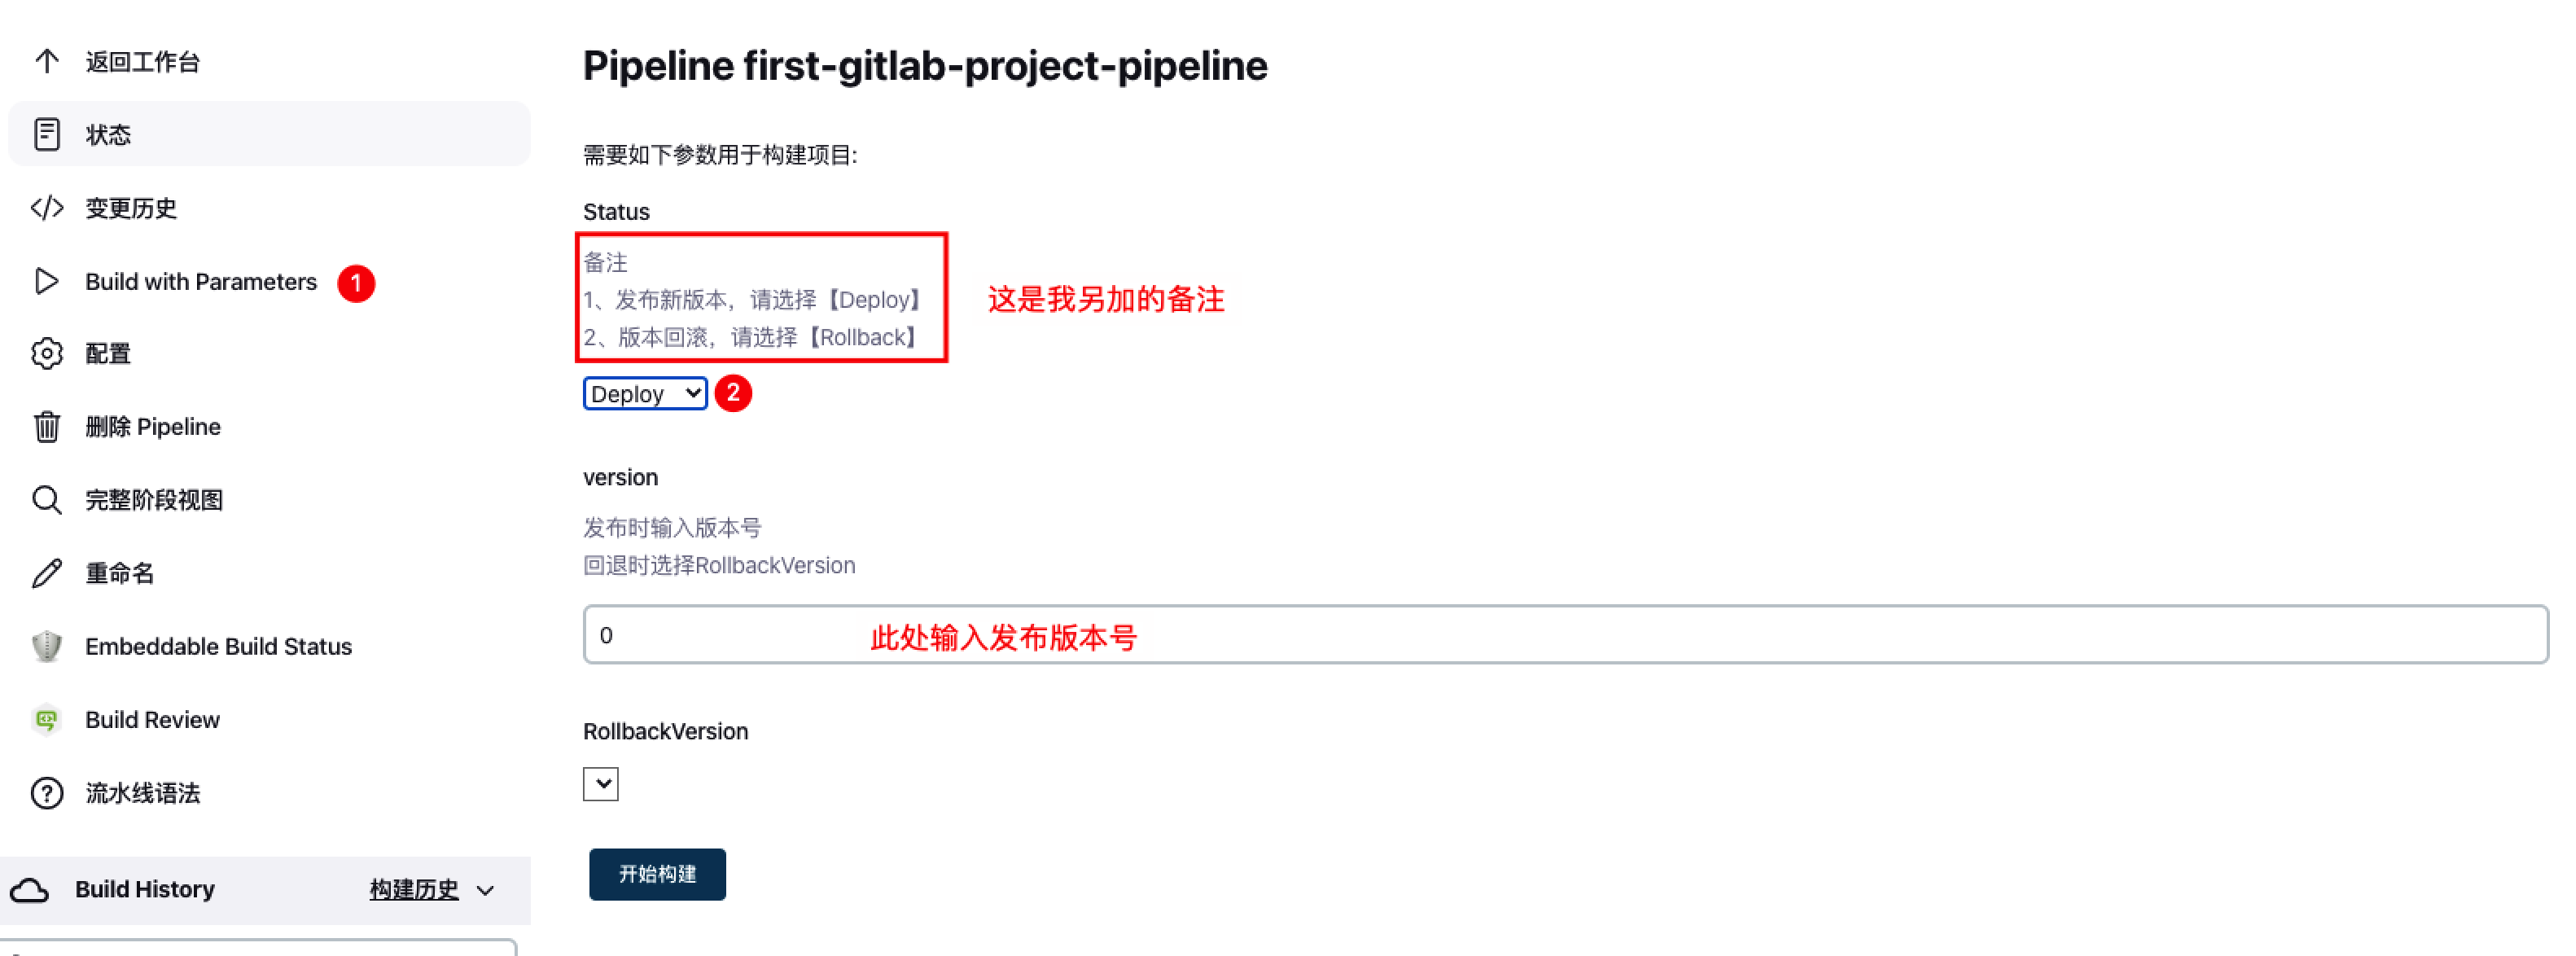 返回工作台
状态
变更历史
Build with Parameters 1
配置
删除 Pipeline
完整阶段视图
重命名
Embeddable Build Status
Build Review
流水线语法
Build History 构建历史
Pipeline first-gitlab-project-pipeline
需要如下参数用于构建项目:
Status
备注
1、发布新版本，请选择【Deploy】
2、版本回滚，请选择【Rollback】
这是我另加的备注
Deploy 2
version
发布时输入版本号
回退时选择RollbackVersion
0 此处输入发布版本号
RollbackVersion
开始构建